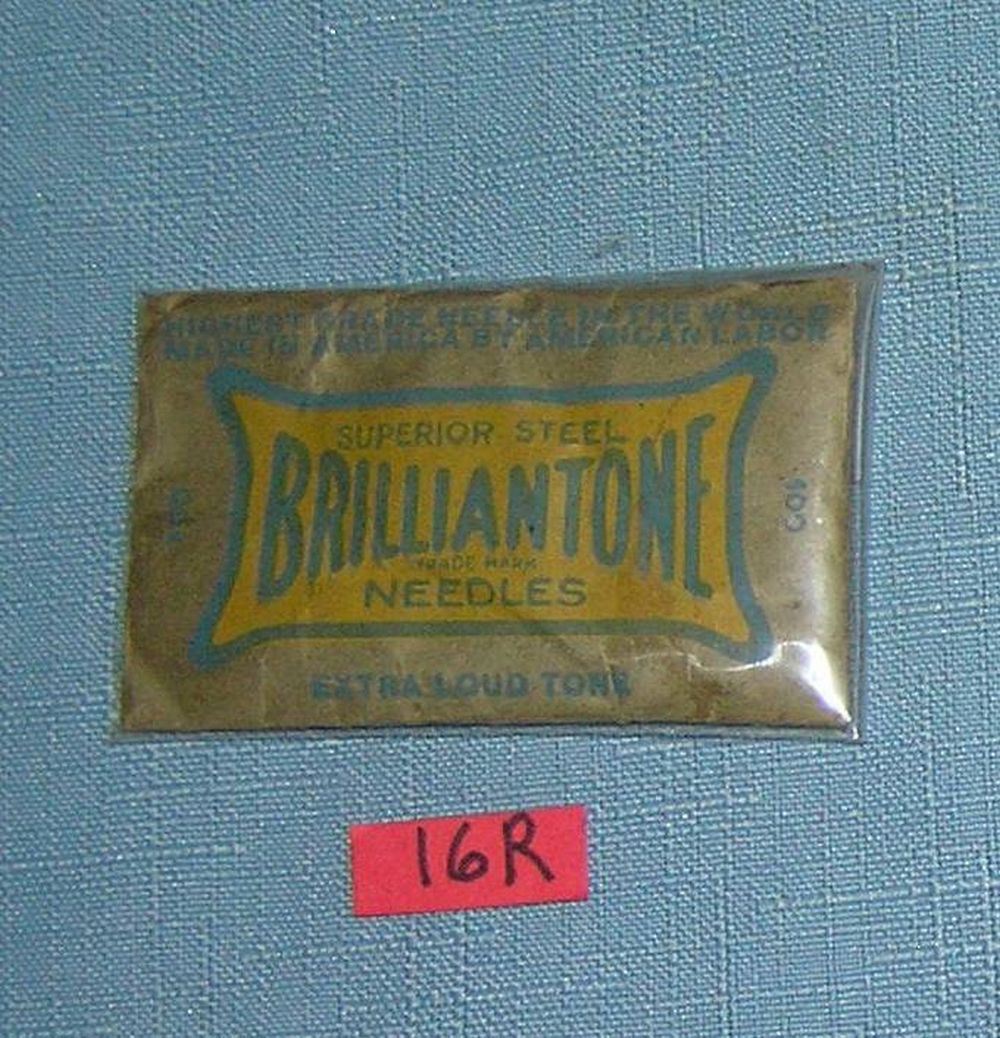 HIGHEST GRADE NEEDLE IN THE WORLD
MADE IN AMERICA BY AMERICAN LABOR
SUPERIOR STEEL
BRILLIANTONE
TRADE MARK
NEEDLES
100
EXTRA LOUD TONE
16R